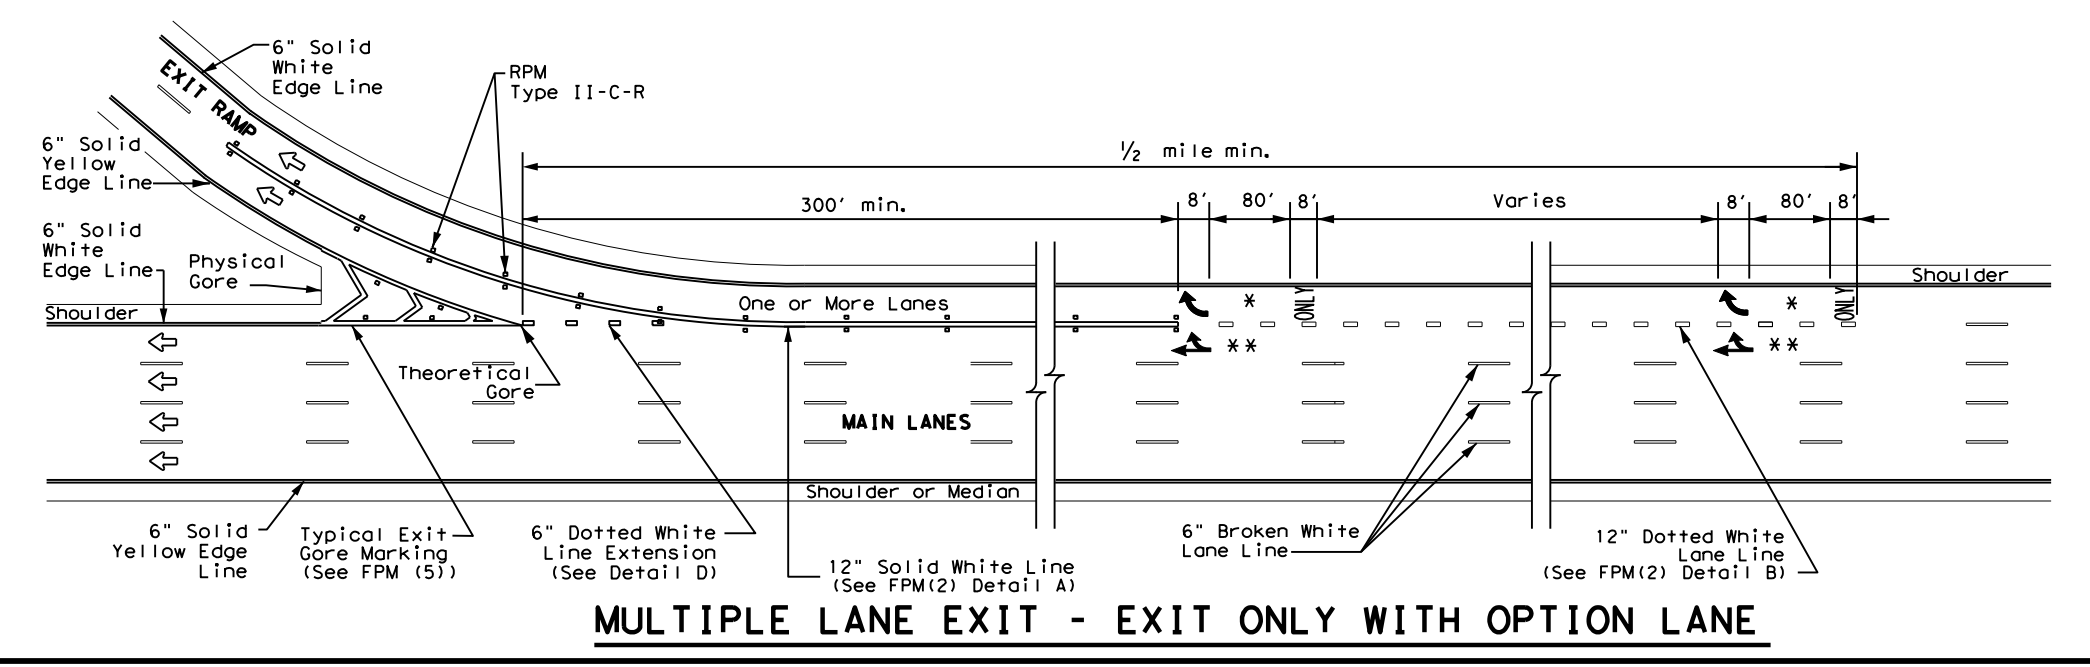 6" Solid
White
Edge Line
EXIT RAMP
RPM
Type II-C-R
6" Solid
Yellow
Edge Line
½ mile min.
300' min.
8'
80'
8'
Varies
8'
80'
8'
6" Solid
White
Edge Line
Physical
Gore
Shoulder
Shoulder
One or More Lanes
*
ONLY
*
ONLY
**
**
Theoretical
Gore
MAIN LANES
Shoulder or Median
6" Solid
Yellow Edge
Line
Typical Exit
Gore Marking
(See FPM (5))
6" Dotted White
Line Extension
(See Detail D)
12" Solid White Line
(See FPM(2) Detail A)
6" Broken White
Lane Line
12" Dotted White
Lane Line
(See FPM(2) Detail B)
MULTIPLE LANE EXIT - EXIT ONLY WITH OPTION LANE